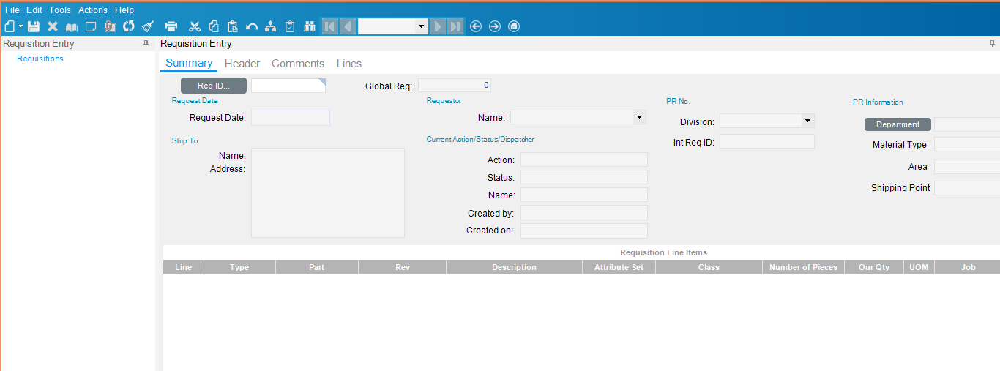 File Edit Tools Actions Help
Requisition Entry
Requisitions
Requisition Entry
Summary Header Comments Lines
Req ID... Global Req: 0
Request Date Requestor PR No. PR Information
Request Date: Name: Division: Department
Ship To Current Action/Status/Dispatcher Int Req ID: Material Type
Name: Action: Area
Address: Status: Shipping Point
Name:
Created by:
Created on:
Requisition Line Items
Line Type Part Rev Description Attribute Set Class Number of Pieces Our Qty UOM Job